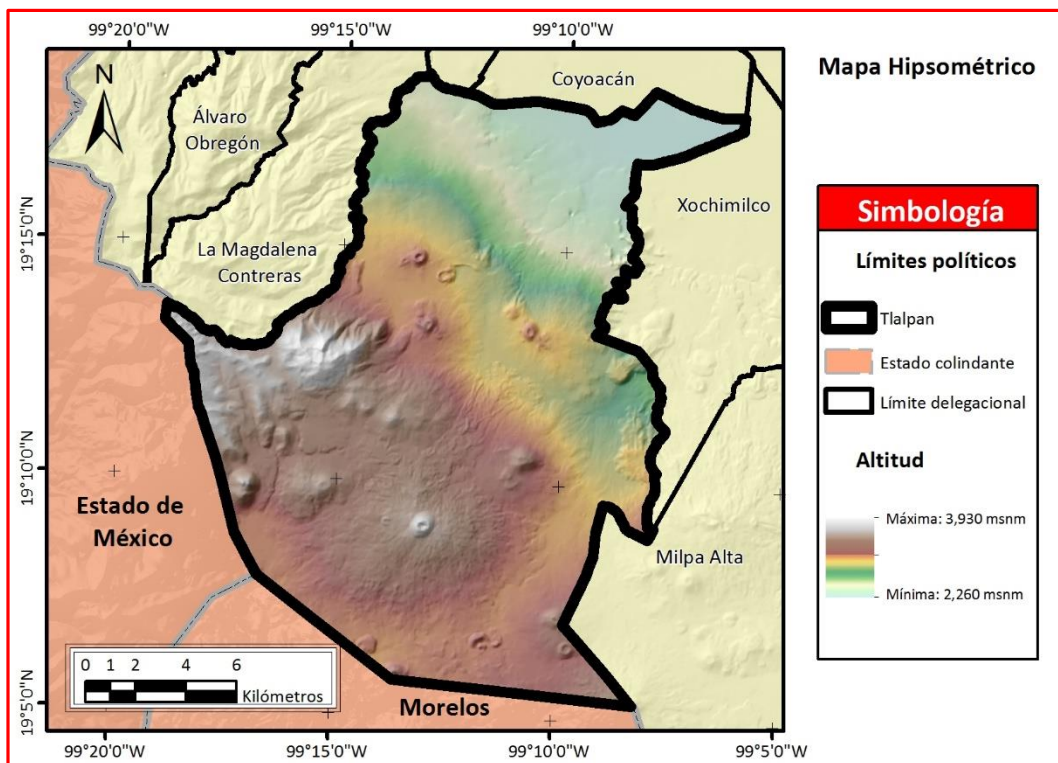 99°20'0"W
99°15'0"W
99°10'0"W
Mapa Hipsométrico
N
Coyoacán
Álvaro
Obregón
Xochimilco
19°15'0"N
La Magdalena
Contreras
Simbología
Límites políticos
Tlalpan
Estado colindante
Límite delegacional
19°10'0"N
Altitud
Estado de
México
Máxima: 3,930 msnm
Milpa Alta
Mínima: 2,260 msnm
0 1 2 4 6
Kilómetros
19°5'0"N
Morelos
99°20'0"W
99°15'0"W
99°10'0"W
99°5'0"W